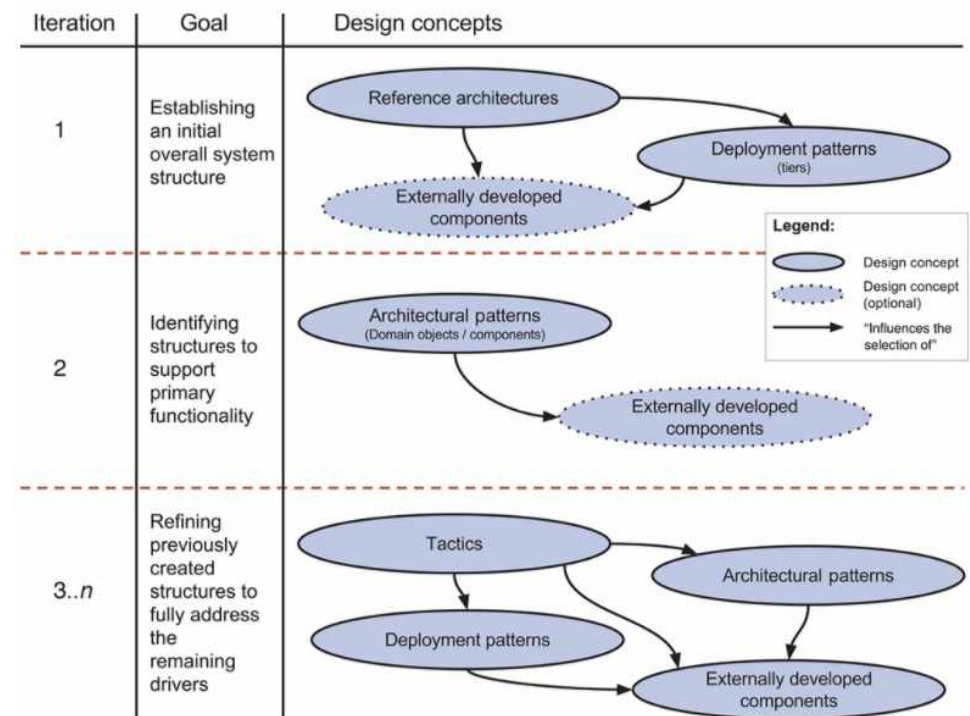 Iteration
Goal
Design concepts
1
Establishing
an initial
overall system
structure
Reference architectures
Deployment patterns
(tiers)
Externally developed
components
Legend:
Design concept
Design concept
(optional)
"Influences the
selection of"
2
Identifying
structures to
support
primary
functionality
Architectural patterns
(Domain objects / components)
Externally developed
components
3..n
Refining
previously
created
structures to
fully address
the
remaining
drivers
Tactics
Architectural patterns
Deployment patterns
Externally developed
components